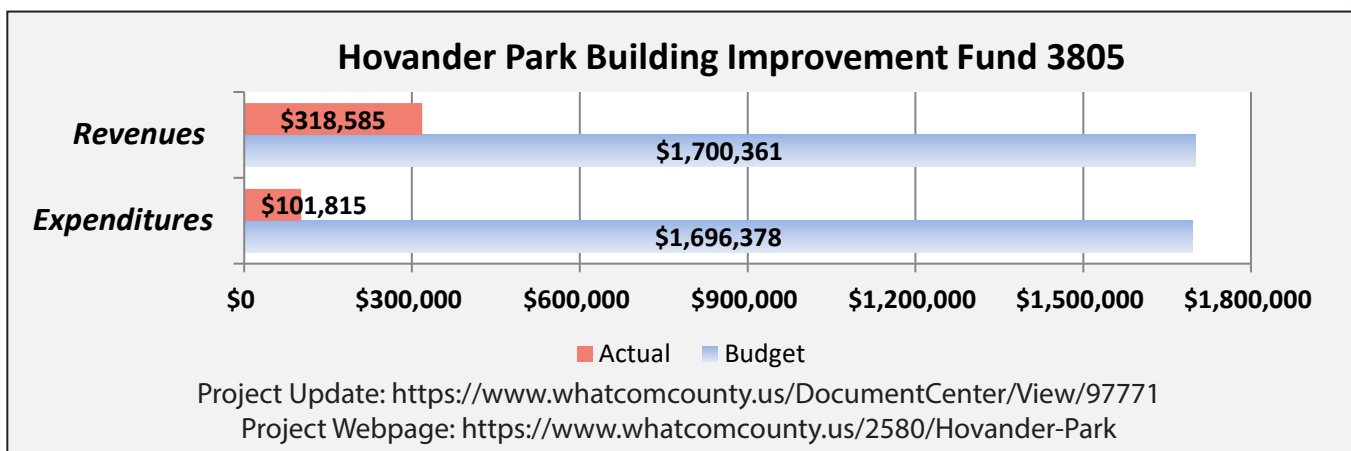 Hovander Park Building Improvement Fund 3805
Revenues
$318,585
$1,700,361
Expenditures
$101,815
$1,696,378
$0 $300,000 $600,000 $900,000 $1,200,000 $1,500,000 $1,800,000
Actual Budget
Project Update: https://www.whatcomcounty.us/DocumentCenter/View/97771
Project Webpage: https://www.whatcomcounty.us/2580/Hovander-Park